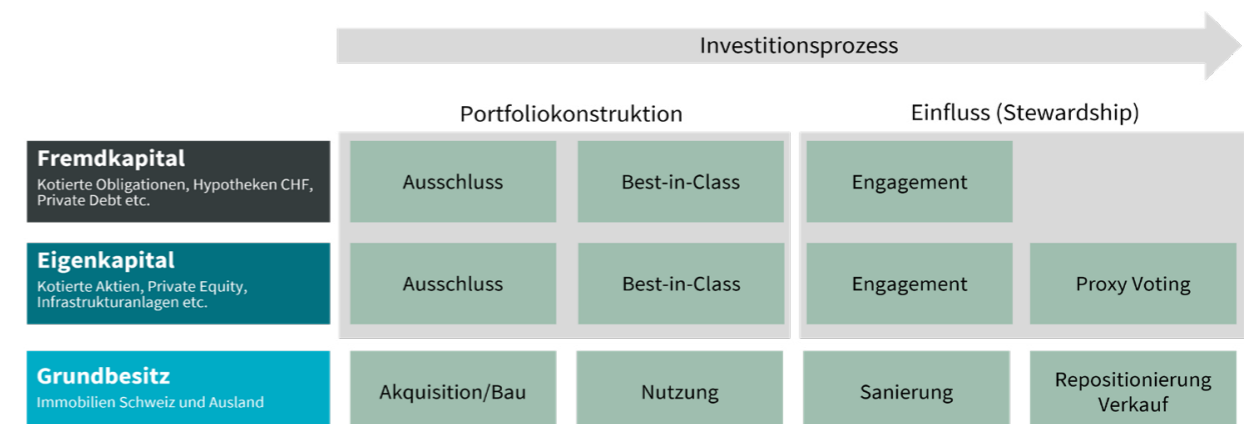 Investitionsprozess
Portfoliokonstruktion
Einfluss (Stewardship)
Fremdkapital
Kotierte Obligationen, Hypotheken CHF,
Private Debt etc.
Ausschluss
Best-in-Class
Engagement
Eigenkapital
Kotierte Aktien, Private Equity,
Infrastrukturanlagen etc.
Ausschluss
Best-in-Class
Engagement
Proxy Voting
Grundbesitz
Immobilien Schweiz und Ausland
Akquisition/Bau
Nutzung
Sanierung
Repositionierung
Verkauf